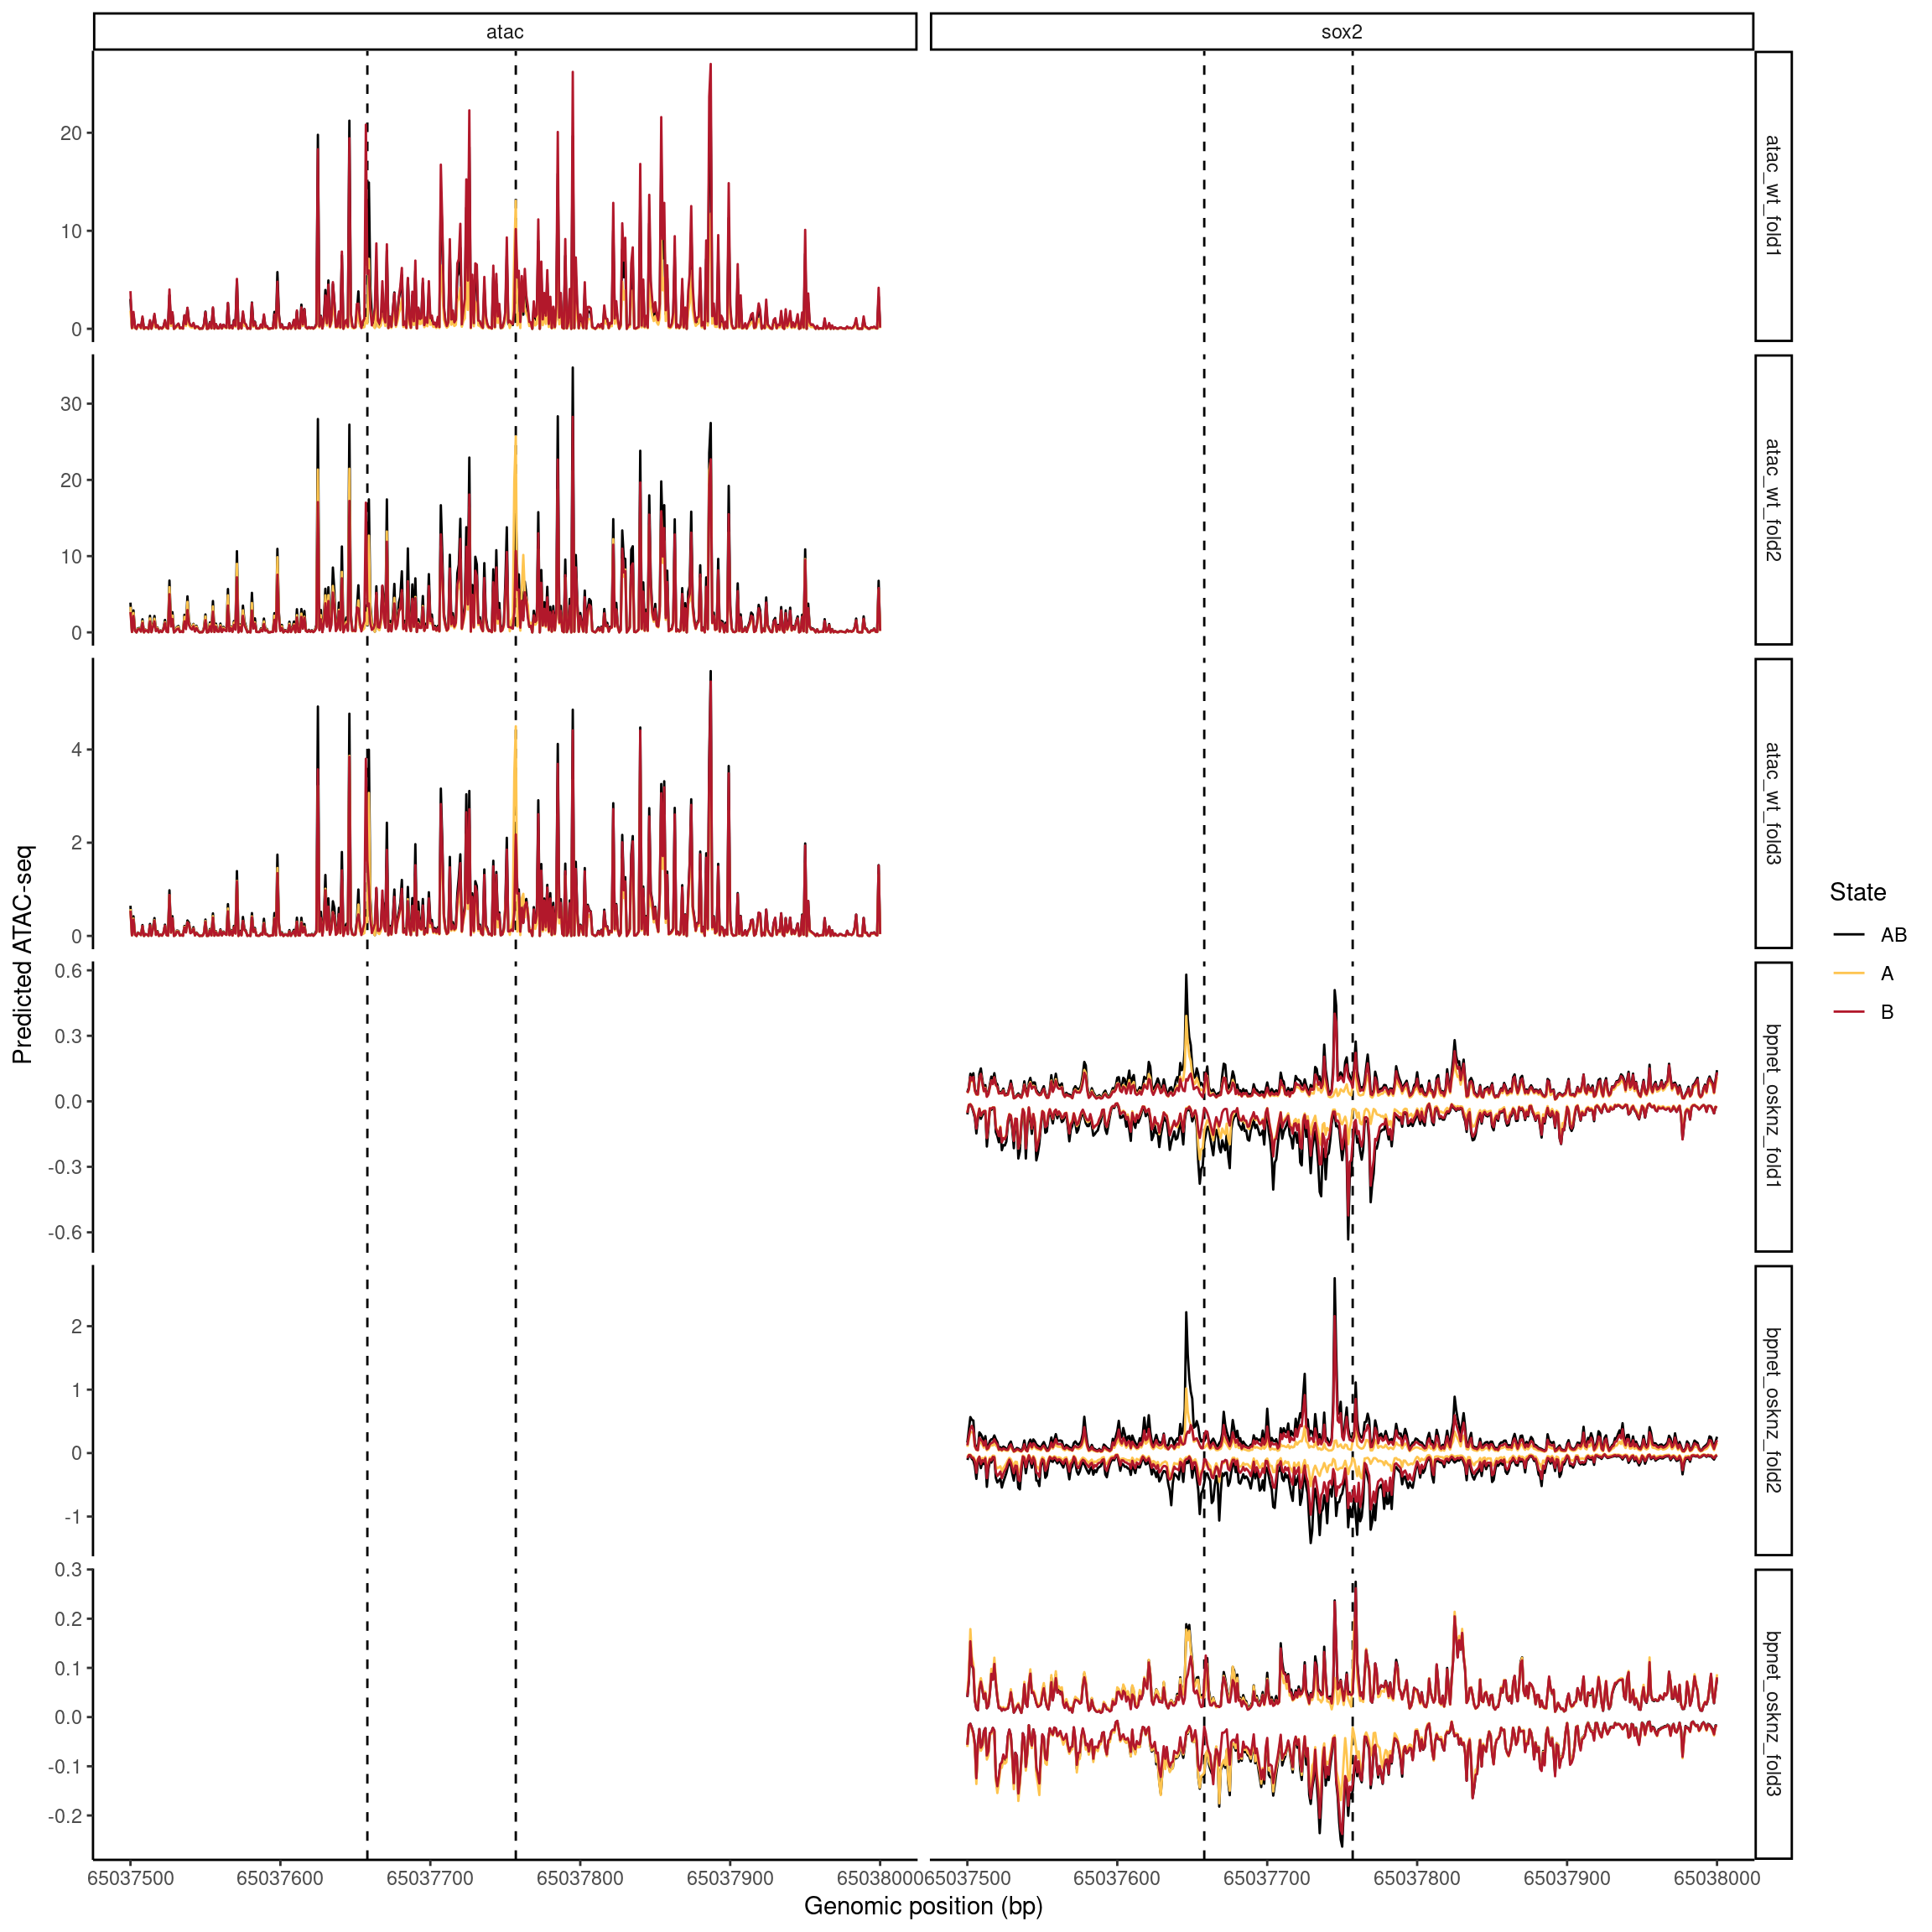 atac
sox2
20
10
0
atac_wt_fold1
30
20
10
0
atac_wt_fold2
4
2
0
atac_wt_fold3
0.6
0.3
0.0
-0.3
-0.6
bpnet_osknz_fold1
2
1
0
-1
bpnet_osknz_fold2
0.3
0.2
0.1
0.0
-0.1
-0.2
bpnet_osknz_fold3
65037500 65037600 65037700 65037800 65037900 65038000
65037500 65037600 65037700 65037800 65037900 65038000
Genomic position (bp)
Predicted ATAC-seq
State
AB
A
B